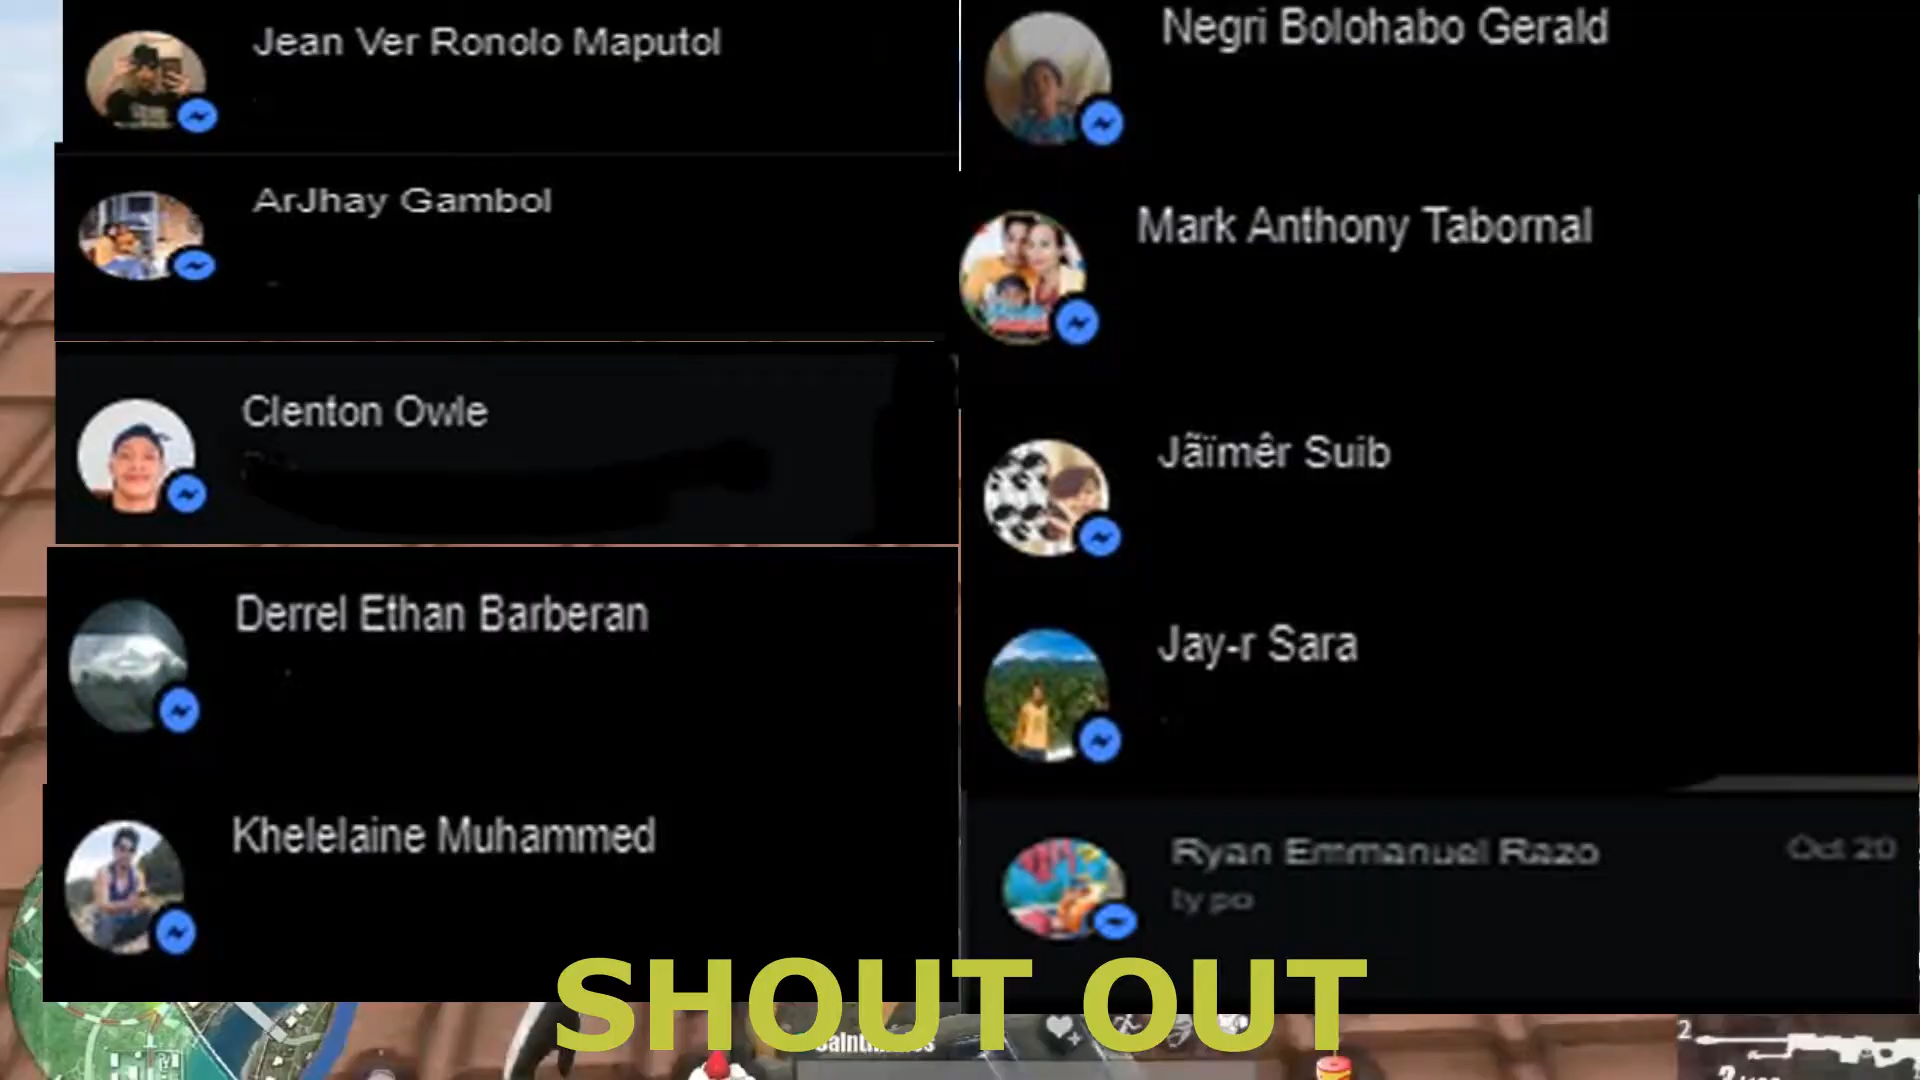 Jean Ver Ronolo Maputol
ArJhay Gambol
Clenton Owle
Derrel Ethan Barberan
Khelelaine Muhammed
Negri Bolohabo Gerald
Mark Anthony Tabornal
Jãïmêr Suib
Jay-r Sara
Ryan Emmanuel Razo
Oct 20
ty po
SHOUT OUT
2